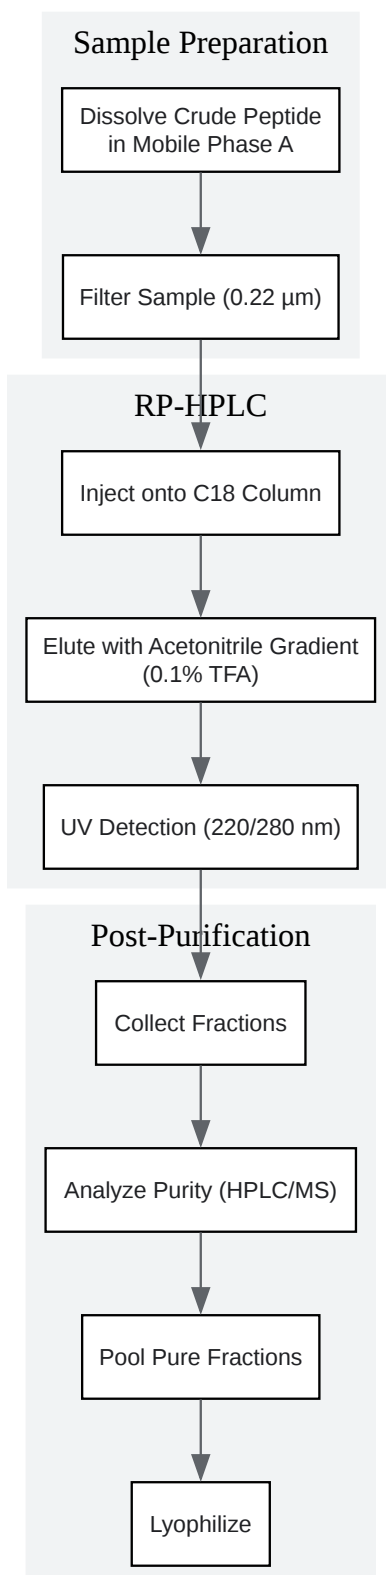 Sample Preparation
Dissolve Crude Peptide
in Mobile Phase A
Filter Sample (0.22 µm)
RP-HPLC
Inject onto C18 Column
Elute with Acetonitrile Gradient
(0.1% TFA)
UV Detection (220/280 nm)
Post-Purification
Collect Fractions
Analyze Purity (HPLC/MS)
Pool Pure Fractions
Lyophilize